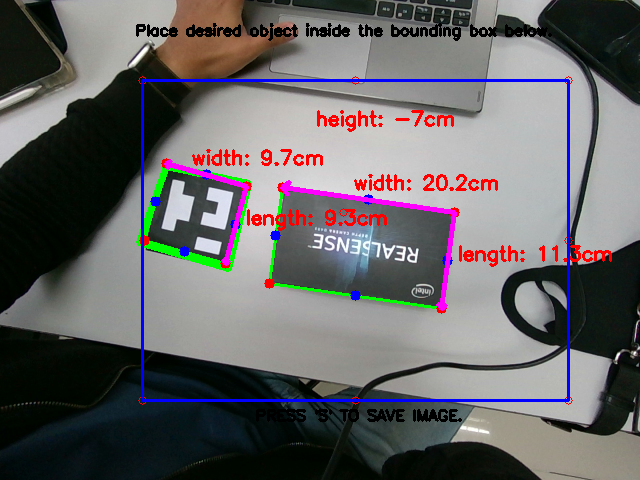 Place desired object inside the bounding box below.
height: -7cm
width: 9.7cm
width: 20.2cm
length: 9.3cm
length: 11.3cm
REALSENSE
intel
PRESS 'S' TO SAVE IMAGE.